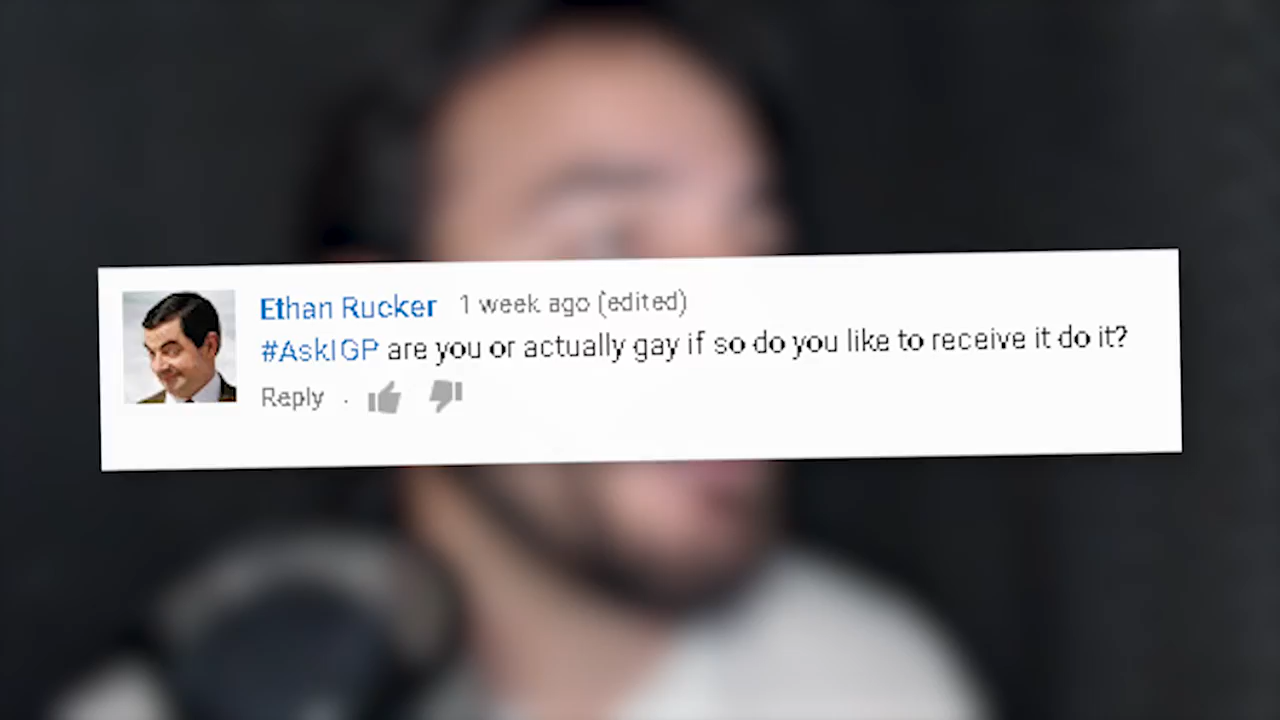 Ethan Rucker 1 week ago (edited)
#AskIGP are you or actually gay if so do you like to receive it do it?
Reply ·